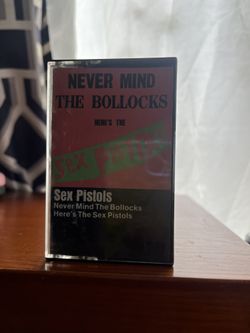 NEVER MIND
THE BOLLOCKS
HERE'S THE
SEX PISTOLS
Sex Pistols
Never Mind The Bollocks
Here's The Sex Pistols